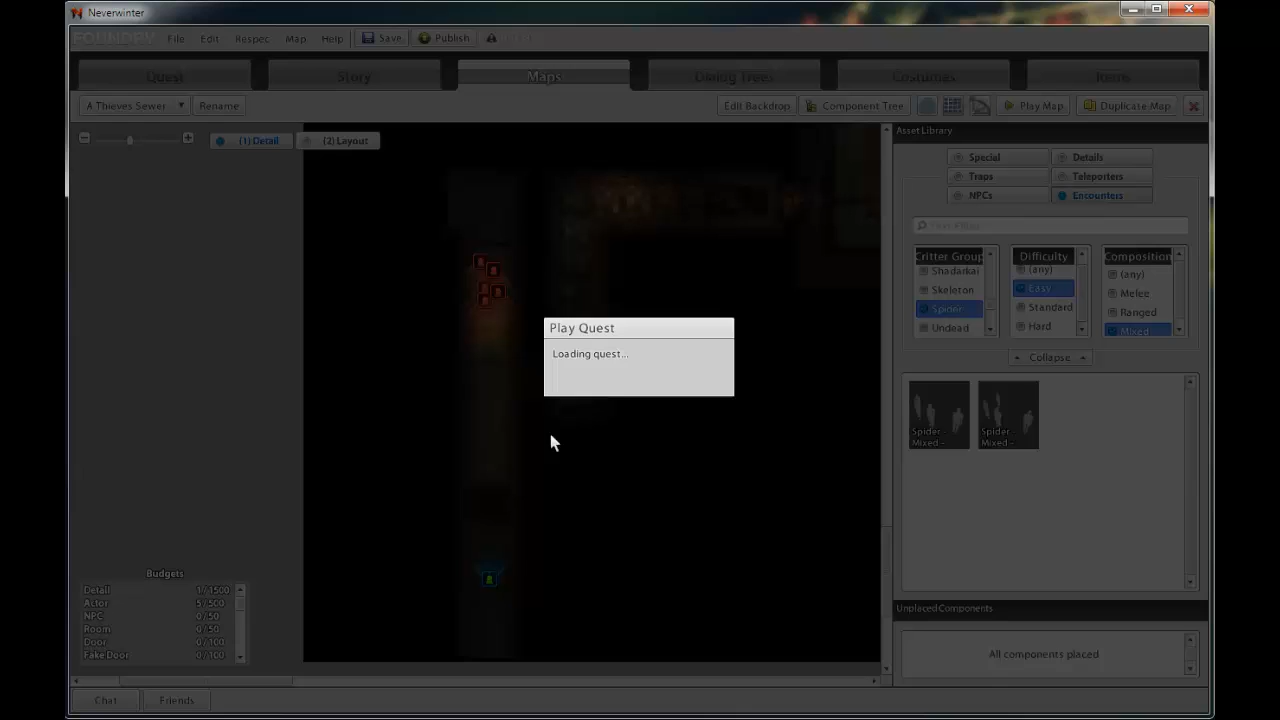 Neverwinter
FOUNDRY File Edit Respec Map Help Save Publish
Quest Story Maps Dialog Trees Costumes Items
A Thieves Sewer Rename Edit Backdrop Component Tree Play Map Duplicate Map
(1) Detail (2) Layout
Asset Library
Special Details
Traps Teleporters
NPCs Encounters
Critter Group Difficulty Composition
Shadarkai (any) (any)
Skeleton Easy Melee
Spider Standard Ranged
Undead Hard Mixed
Collapse
Play Quest
Loading quest...
Spider - Spider -
Mixed - Mixed -
Budgets
Detail 1/1500
Actor 5/500
NPC 0/50
Room 0/50
Door 0/100
FakeDoor 0/100
Unplaced Components
All components placed
Chat Friends